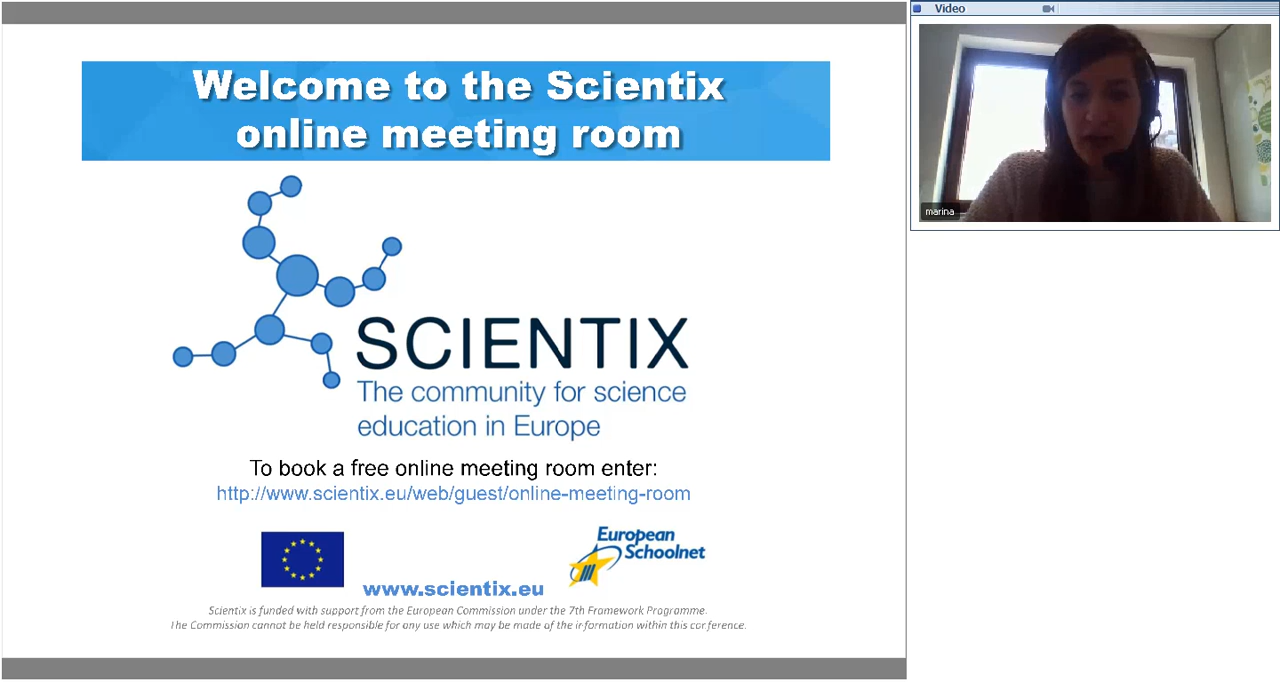 Welcome to the Scientix
online meeting room
SCIENTIX
The community for science
education in Europe
To book a free online meeting room enter:
http://www.scientix.eu/web/guest/online-meeting-room
European
Schoolnet
www.scientix.eu
Scientix is funded with support from the European Commission under the 7th Framework Programme.
The Commission cannot be held responsible for any use which may be made of the information within this conference.
Video
marina